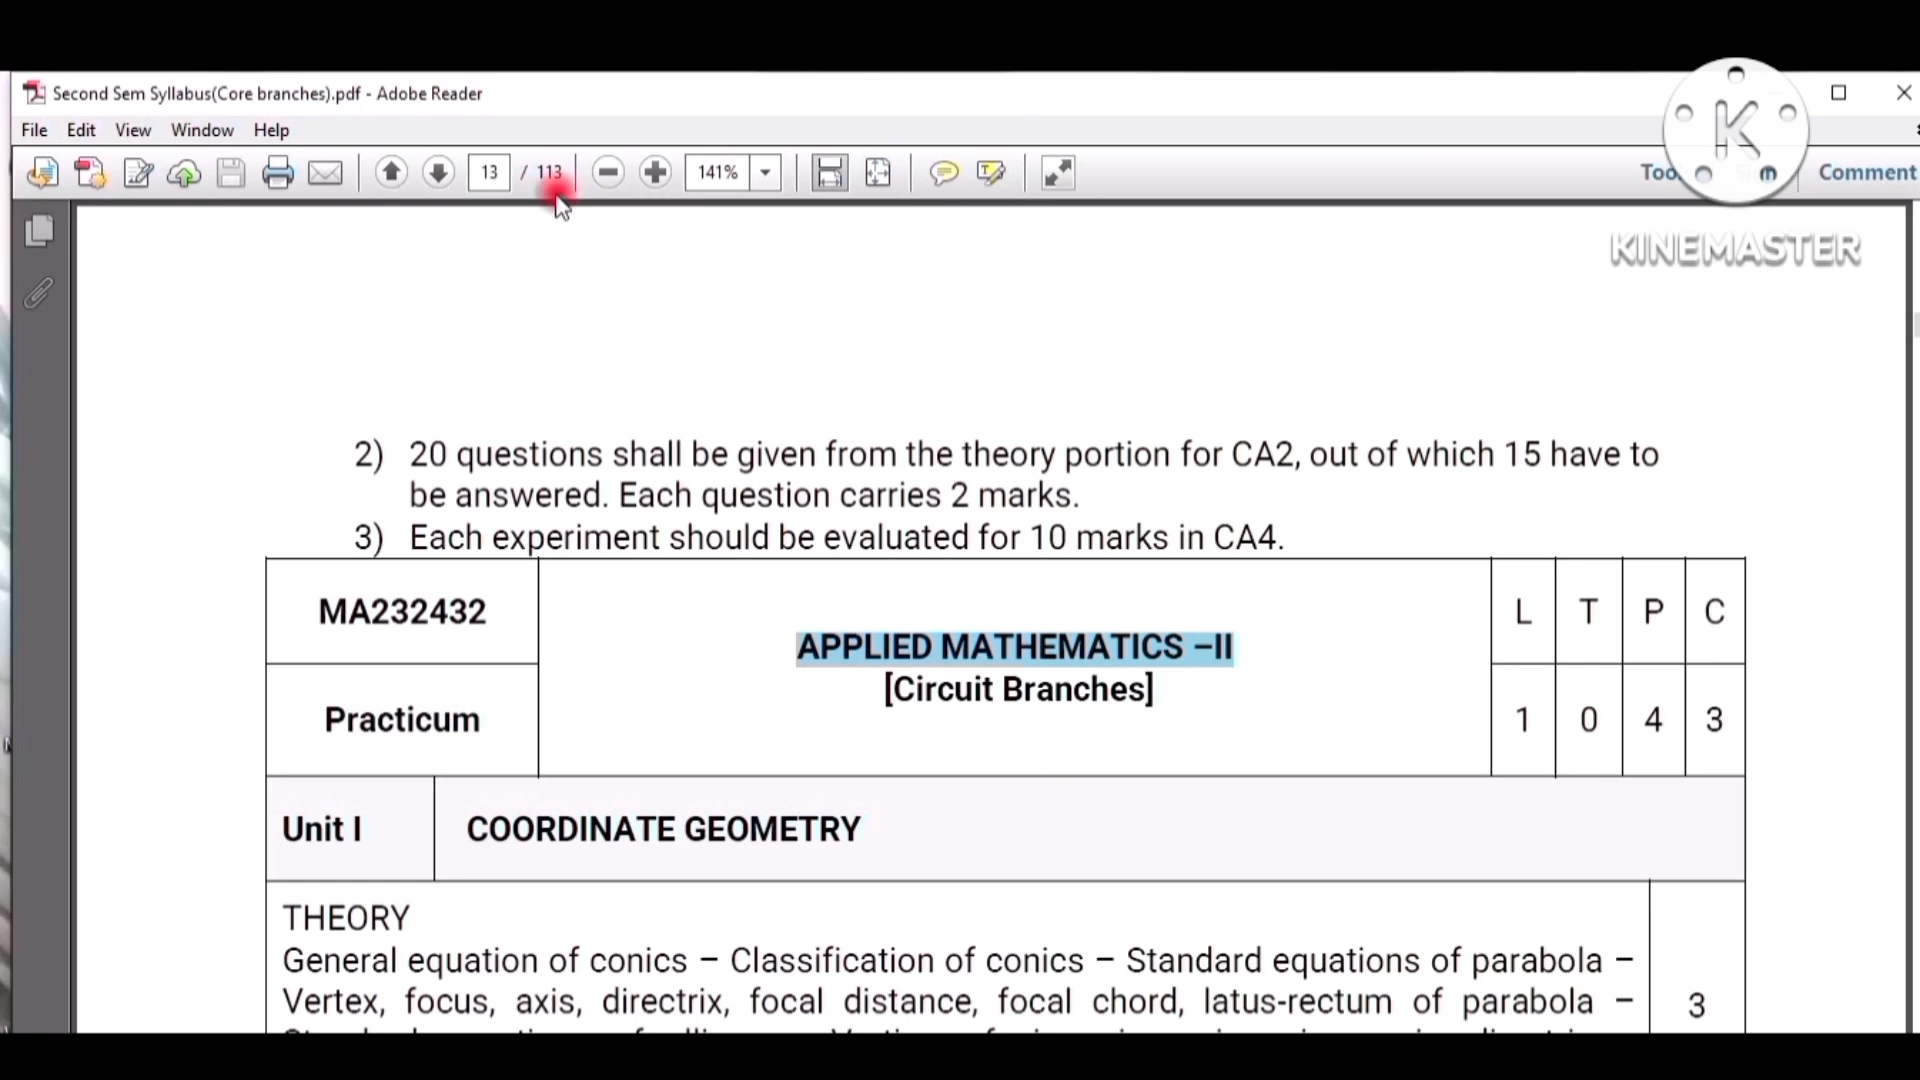 Second Sem Syllabus(Core branches).pdf - Adobe Reader
File Edit View Window Help
13 / 113 141% Comment
K
KINEMASTER
2) 20 questions shall be given from the theory portion for CA2, out of which 15 have to
be answered. Each question carries 2 marks.
3) Each experiment should be evaluated for 10 marks in CA4.
MA232432
Practicum
APPLIED MATHEMATICS –II
[Circuit Branches]
L T P C
1 0 4 3
Unit I COORDINATE GEOMETRY
THEORY
General equation of conics – Classification of conics – Standard equations of parabola –
Vertex, focus, axis, directrix, focal distance, focal chord, latus-rectum of parabola –
3